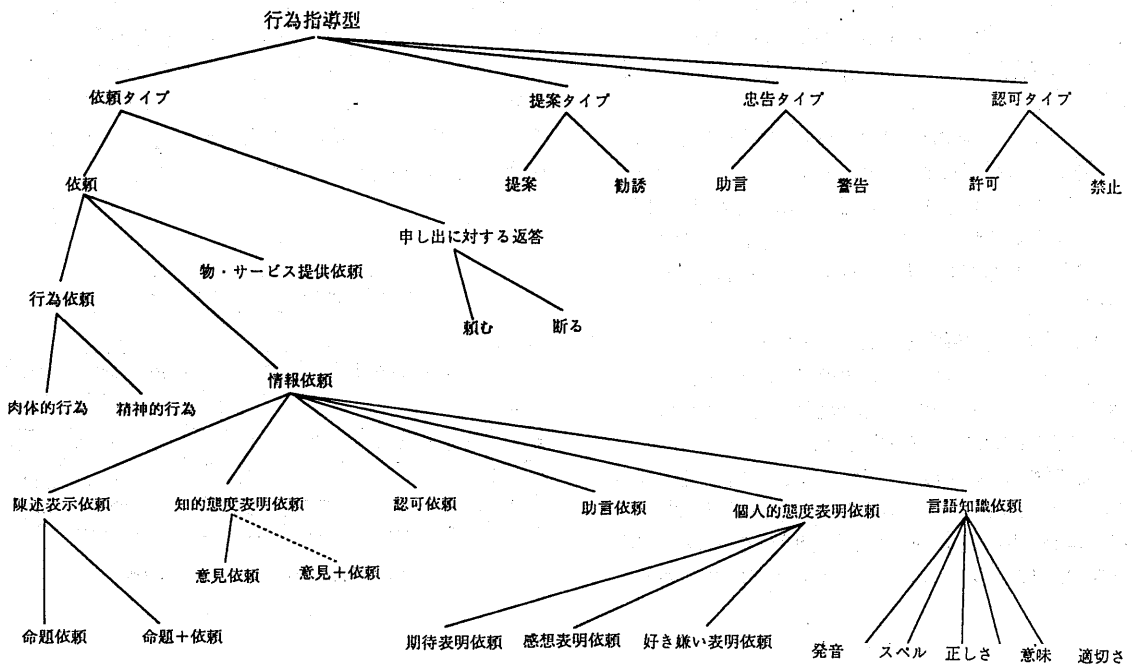 行為指導型
依頼タイプ
提案タイプ
忠告タイプ
認可タイプ
依頼
提案
勧誘
助言
警告
許可
禁止
申し出に対する返答
物・サービス提供依頼
行為依頼
頼む
断る
情報依頼
肉体的行為
精神的行為
陳述表示依頼
知的態度表明依頼
認可依頼
助言依頼
個人的態度表明依頼
言語知識依頼
意見依頼
意見+依頼
命題依頼
命題+依頼
期待表明依頼
感想表明依頼
好き嫌い表明依頼
発音
スペル
正しさ
意味
適切さ